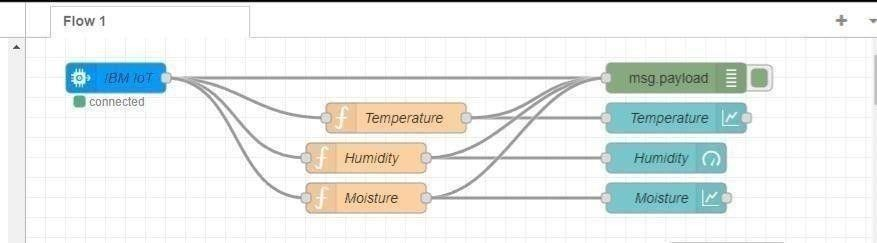 Flow 1
IBM IoT
connected
msg.payload
Temperature
Temperature
Humidity
Humidity
Moisture
Moisture